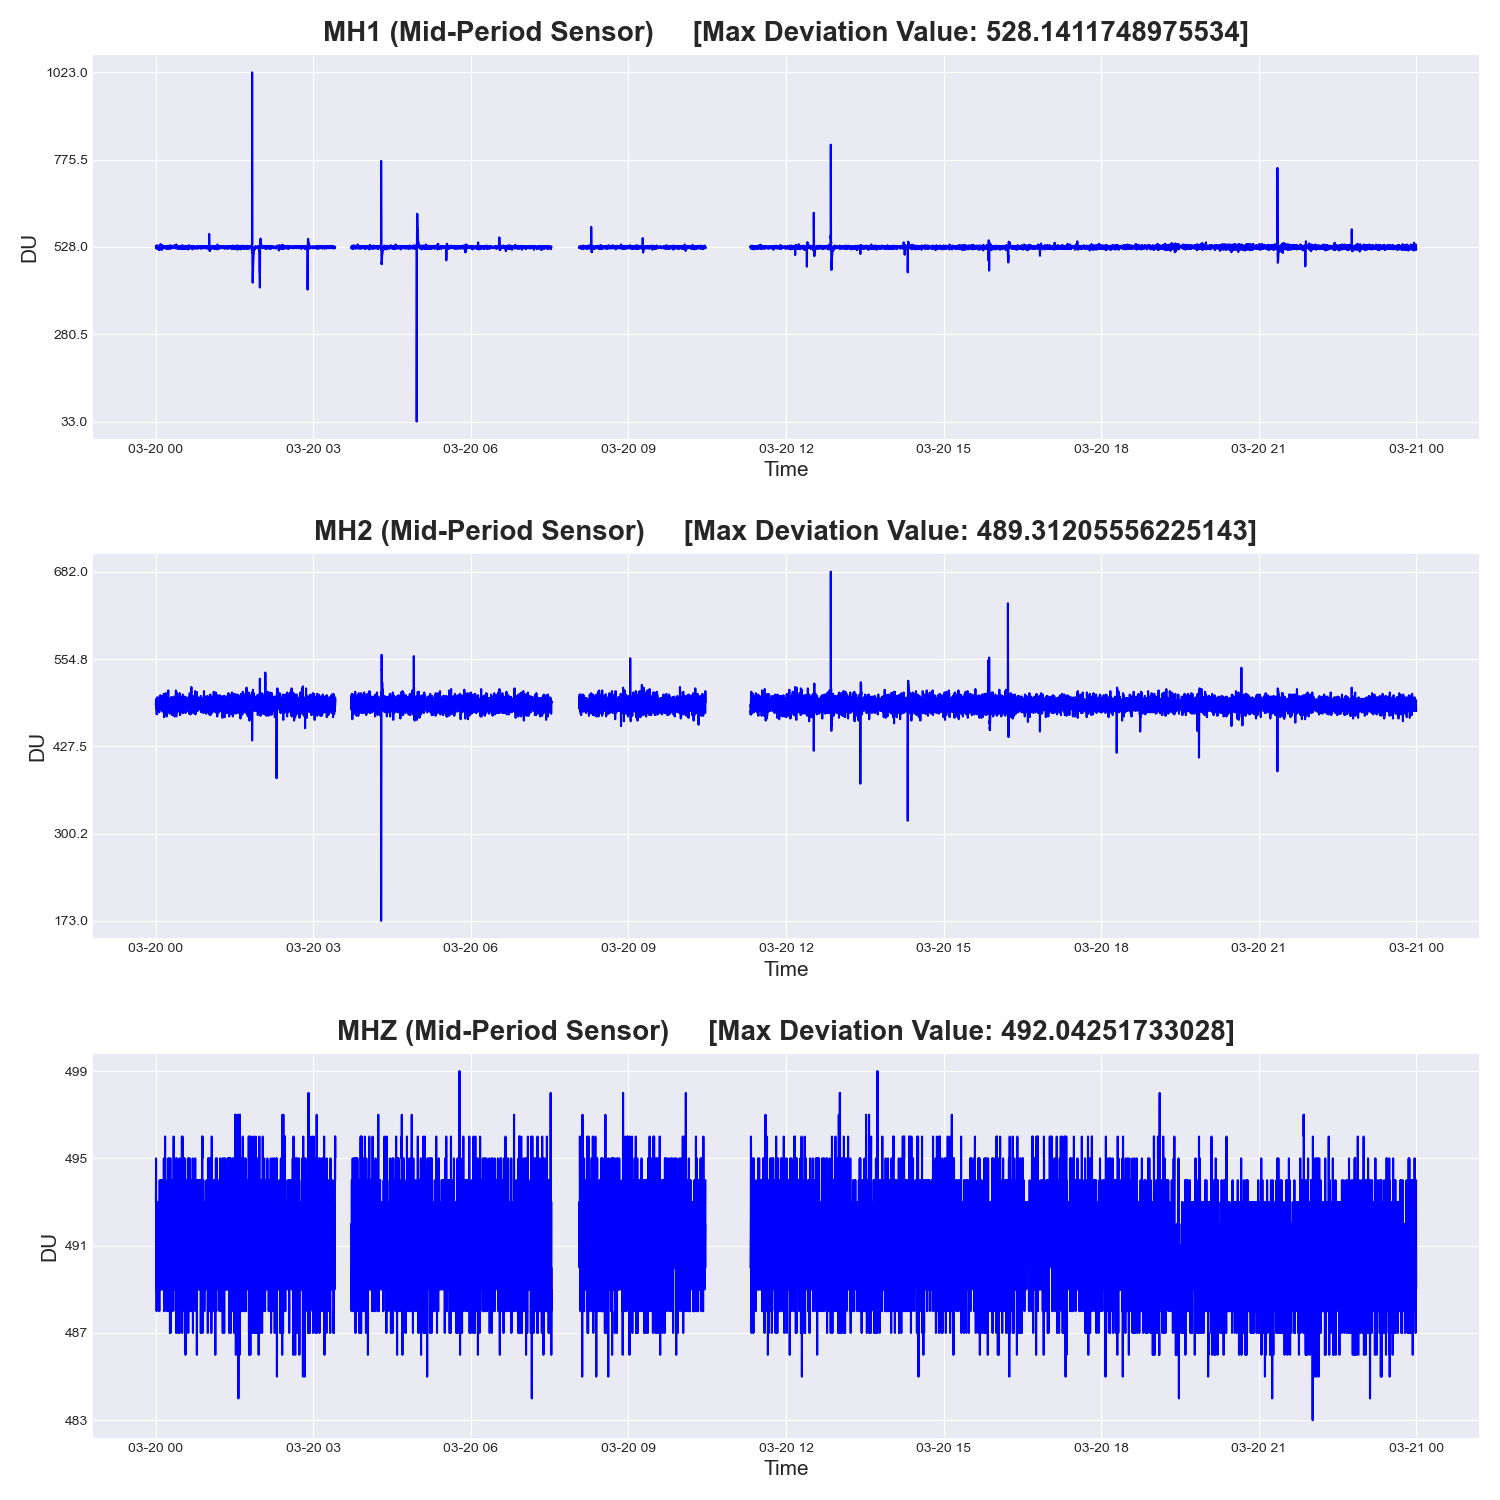 MH1 (Mid-Period Sensor) [Max Deviation Value: 528.1411748975534]
1023.0
775.5
528.0
280.5
33.0
DU
03-20 00 03-20 03 03-20 06 03-20 09 03-20 12 03-20 15 03-20 18 03-20 21 03-21 00
Time
MH2 (Mid-Period Sensor) [Max Deviation Value: 489.31205556225143]
682.0
554.8
427.5
300.2
173.0
DU
03-20 00 03-20 03 03-20 06 03-20 09 03-20 12 03-20 15 03-20 18 03-20 21 03-21 00
Time
MHZ (Mid-Period Sensor) [Max Deviation Value: 492.04251733028]
499
495
491
487
483
DU
03-20 00 03-20 03 03-20 06 03-20 09 03-20 12 03-20 15 03-20 18 03-20 21 03-21 00
Time